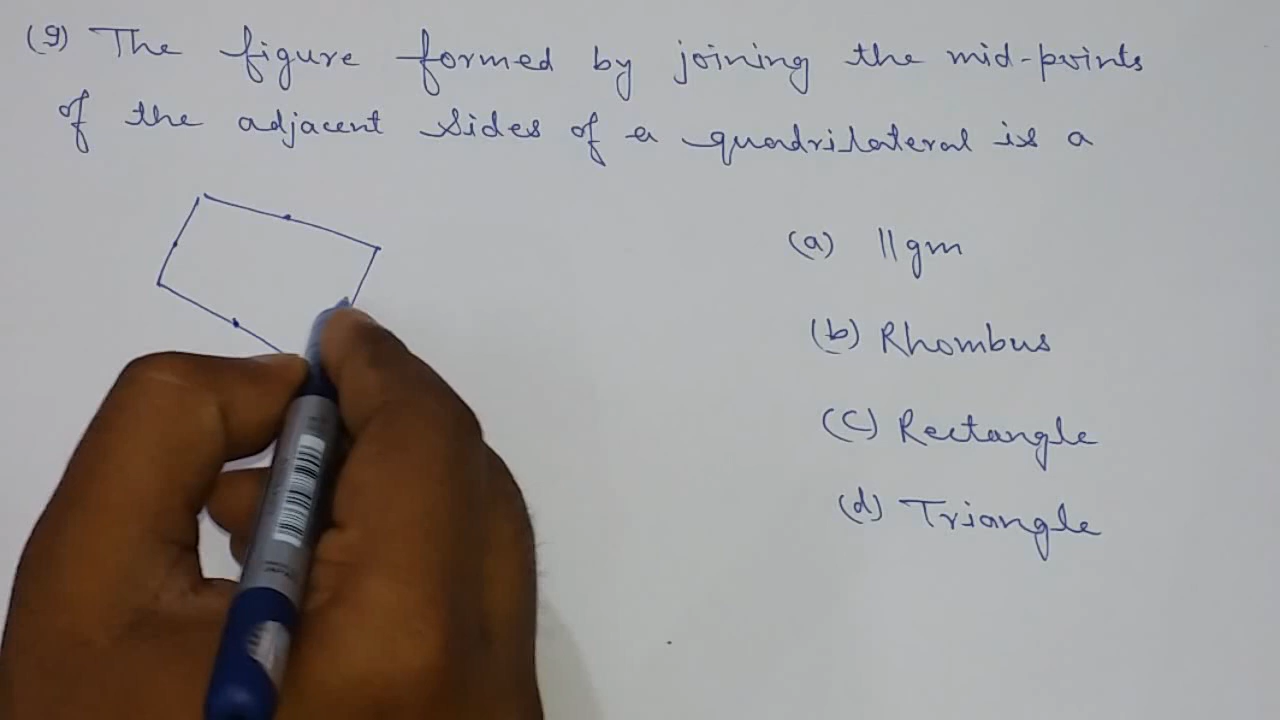 (9) The figure formed by joining the mid-points
of the adjacent sides of a quadrilateral is a
(a) ||gm
(b) Rhombus
(c) Rectangle
(d) Triangle